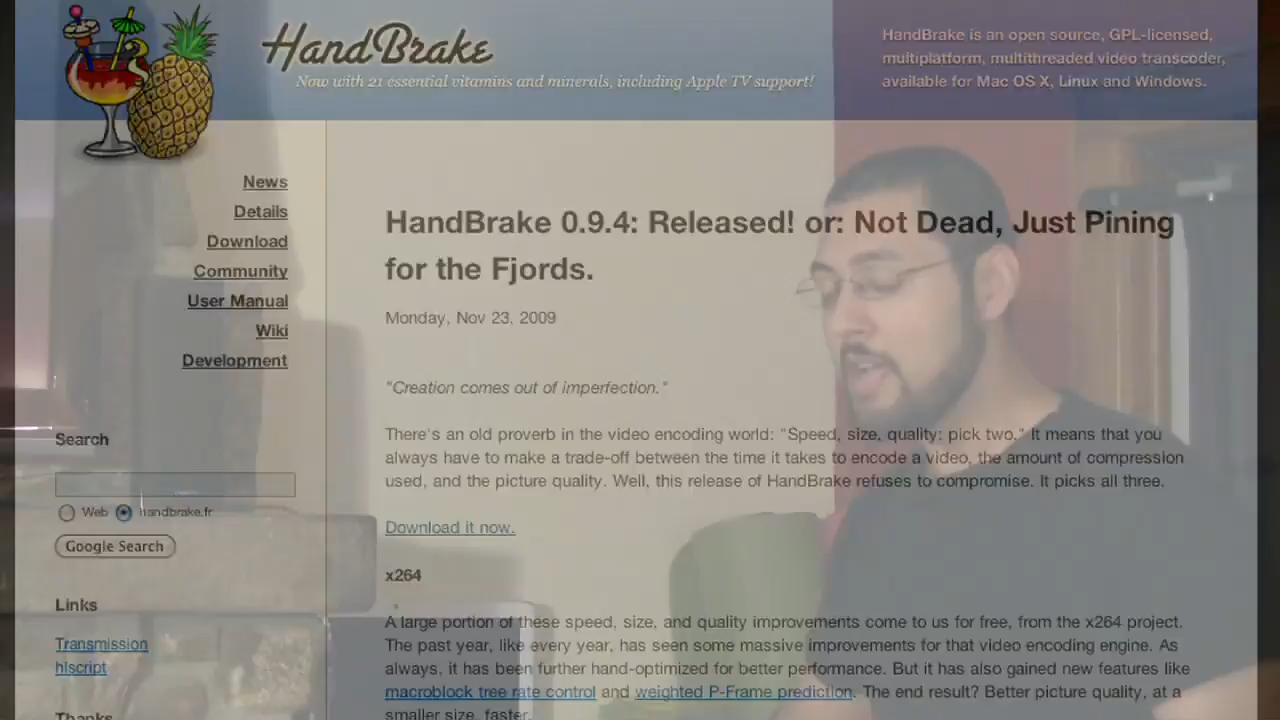 HandBrake
Now with 21 essential vitamins and minerals, including Apple TV support!
HandBrake is an open source, GPL-licensed,
multiplatform, multithreaded video transcoder,
available for Mac OS X, Linux and Windows.
News
Details
Download
Community
User Manual
Wiki
Development
Search
Web
handbrake.fr
Google Search
Links
Transmission
hlscript
Thanks
HandBrake 0.9.4: Released! or: Not Dead, Just Pining
for the Fjords.
Monday, Nov 23, 2009
"Creation comes out of imperfection."
There's an old proverb in the video encoding world: "Speed, size, quality: pick two." It means that you
always have to make a trade-off between the time it takes to encode a video, the amount of compression
used, and the picture quality. Well, this release of HandBrake refuses to compromise. It picks all three.
Download it now.
x264
A large portion of these speed, size, and quality improvements come to us for free, from the x264 project.
The past year, like every year, has seen some massive improvements for that video encoding engine. As
always, it has been further hand-optimized for better performance. But it has also gained new features like
macroblock tree rate control and weighted P-Frame prediction. The end result? Better picture quality, at a
smaller size, faster.